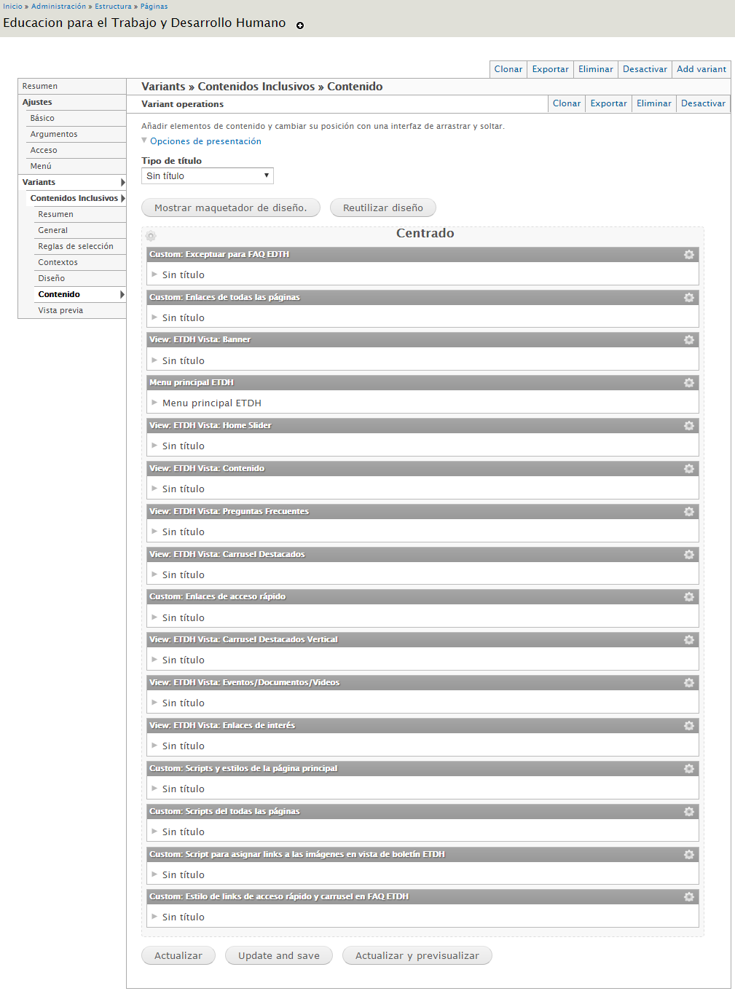 Inicio » Administración » Estructura » Páginas
Educacion para el Trabajo y Desarrollo Humano
Clonar Exportar Eliminar Desactivar Add variant
Resumen
Ajustes
Básico
Argumentos
Acceso
Menú
Variants
Contenidos Inclusivos
Resumen
General
Reglas de selección
Contextos
Diseño
Contenido
Vista previa
Variants » Contenidos Inclusivos » Contenido
Variant operations
Clonar Exportar Eliminar Desactivar
Añadir elementos de contenido y cambiar su posición con una interfaz de arrastrar y soltar.
Opciones de presentación
Tipo de título
Sin título
Mostrar maquetador de diseño. Reutilizar diseño
Centrado
Custom: Exceptuar para FAQ EDTH
Sin título
Custom: Enlaces de todas las páginas
Sin título
View: ETDH Vista: Banner
Sin título
Menu principal ETDH
Menu principal ETDH
View: ETDH Vista: Home Slider
Sin título
View: ETDH Vista: Contenido
Sin título
View: ETDH Vista: Preguntas Frecuentes
Sin título
View: ETDH Vista: Carrusel Destacados
Sin título
Custom: Enlaces de acceso rápido
Sin título
View: ETDH Vista: Carrusel Destacados Vertical
Sin título
View: ETDH Vista: Eventos/Documentos/Videos
Sin título
View: ETDH Vista: Enlaces de interés
Sin título
Custom: Scripts y estilos de la página principal
Sin título
Custom: Scripts del todas las páginas
Sin título
Custom: Script para asignar links a las imágenes en vista de boletín ETDH
Sin título
Custom: Estilo de links de acceso rápido y carrusel en FAQ ETDH
Sin título
Actualizar Update and save Actualizar y previsualizar